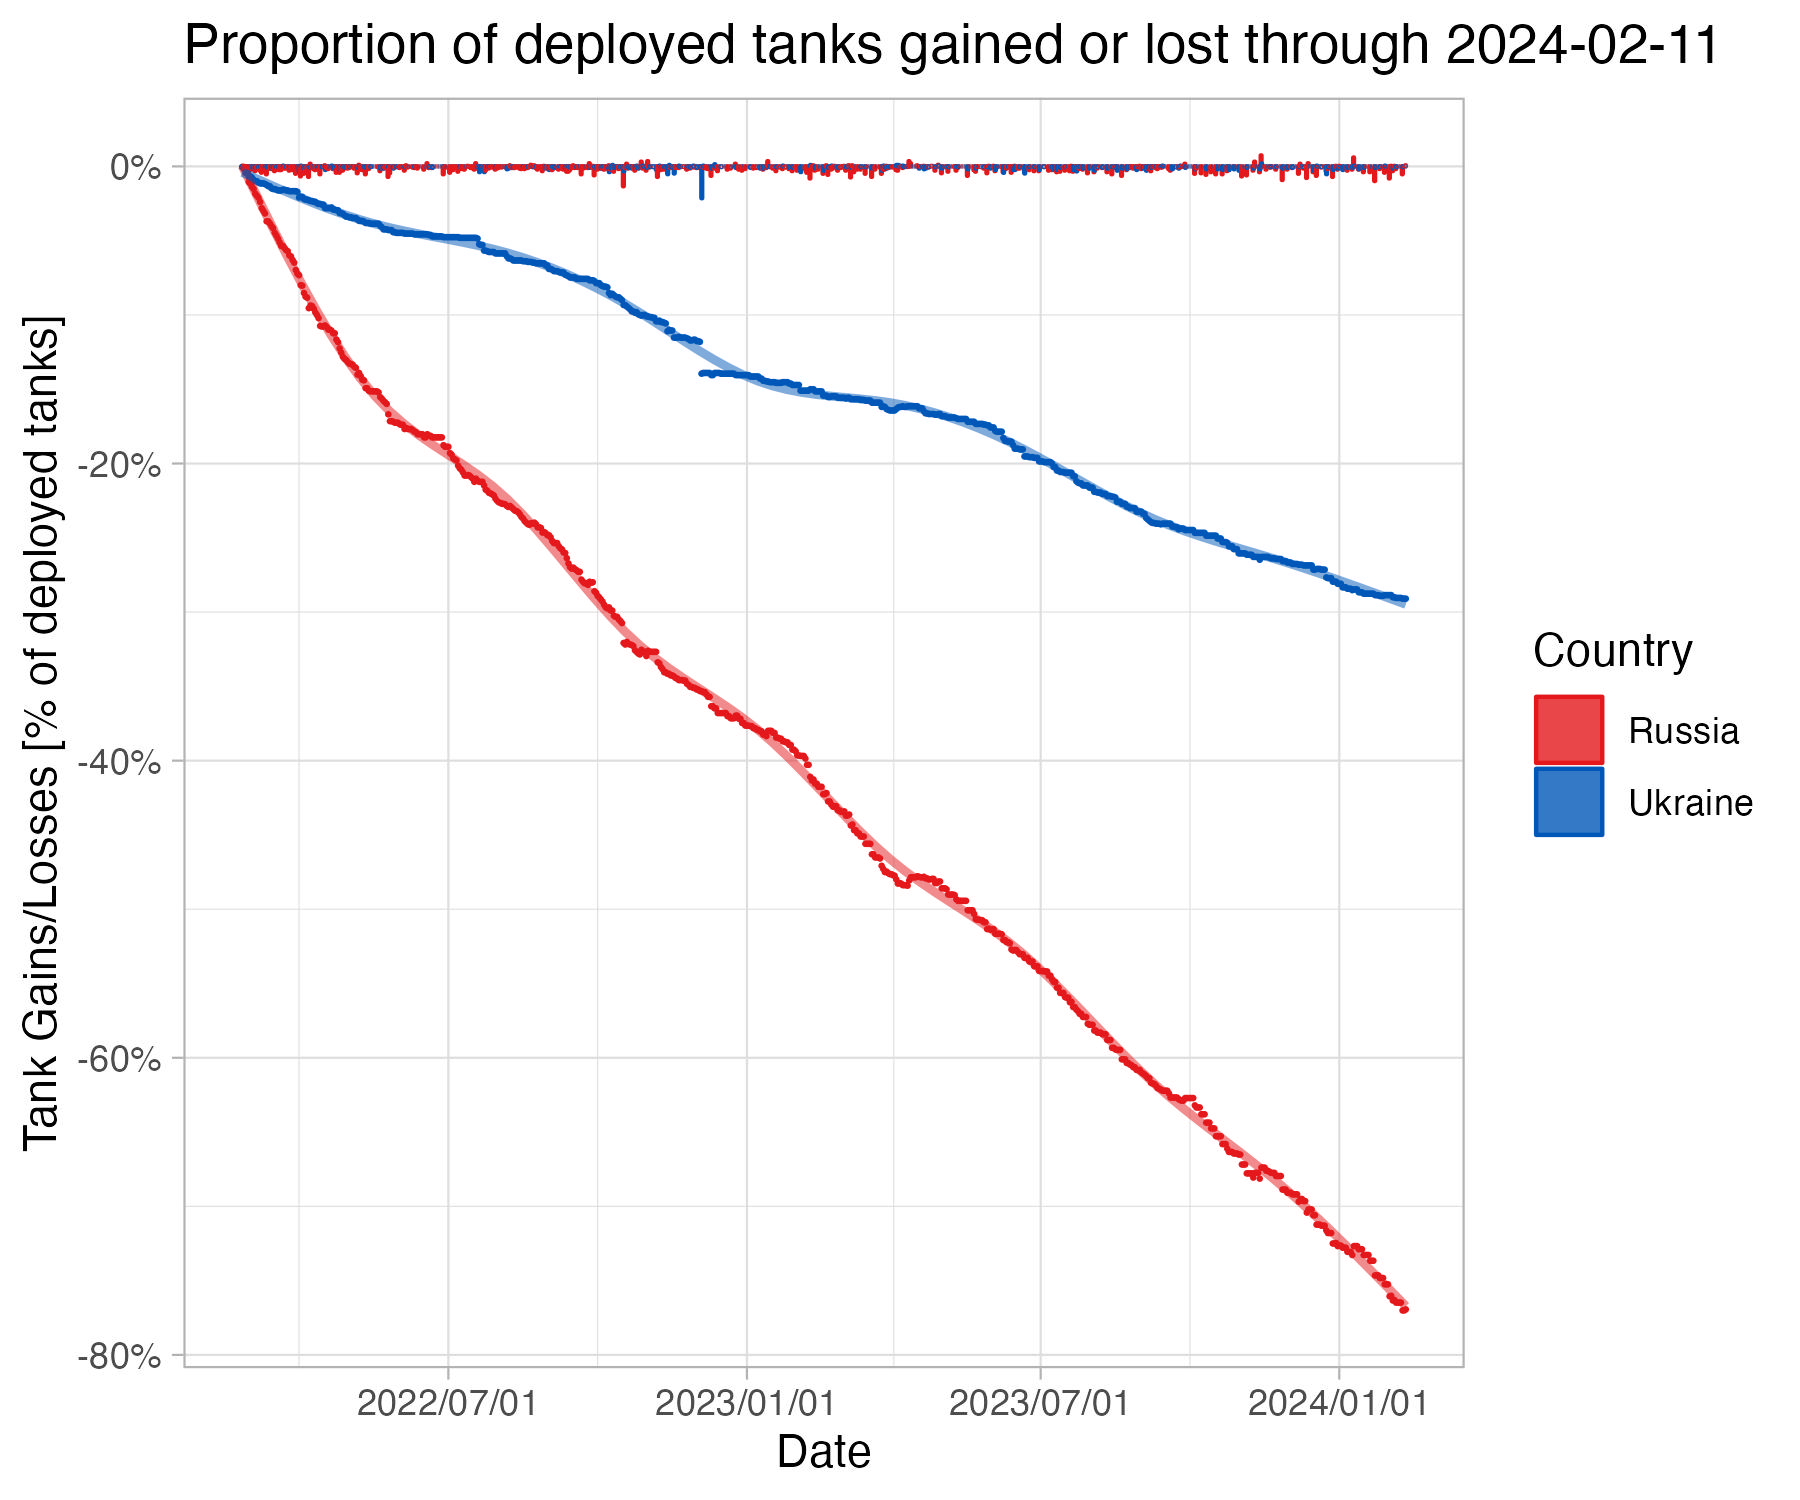 Proportion of deployed tanks gained or lost through 2024-02-11
Tank Gains/Losses [% of deployed tanks]
0%
-20%
-40%
-60%
-80%
2022/07/01
2023/01/01
2023/07/01
2024/01/01
Date
Country
Russia
Ukraine